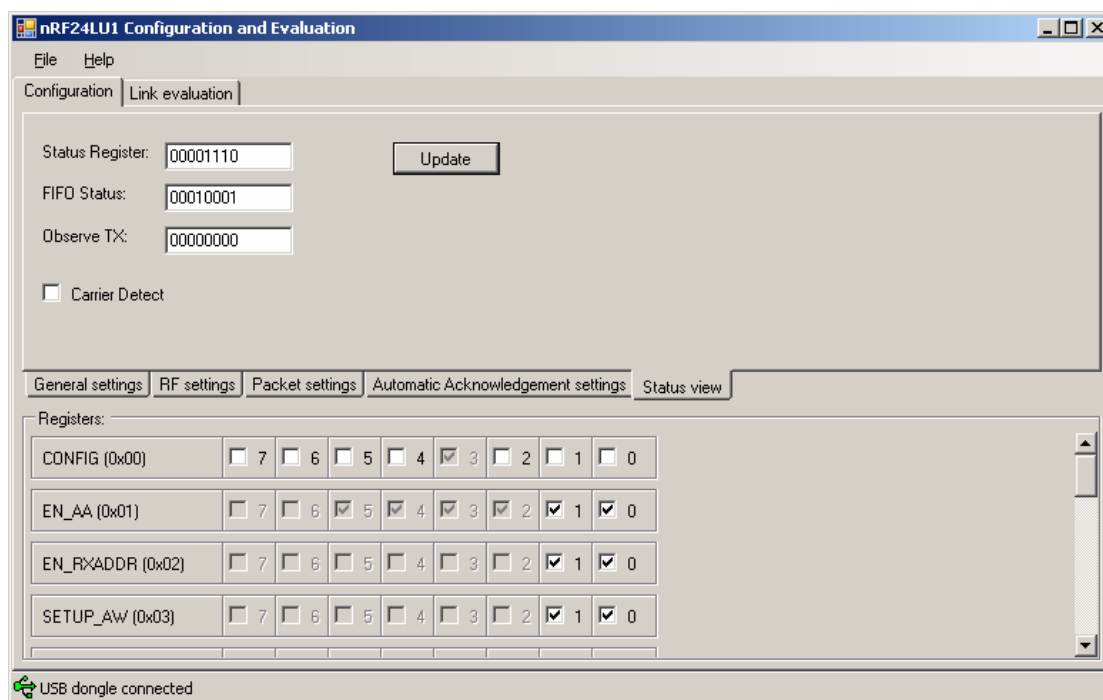 nRF24LU1 Configuration and Evaluation
File Help
Configuration Link evaluation
Status Register: 00001110 Update
FIFO Status: 00010001
Observe TX: 00000000
Carrier Detect
General settings RF settings Packet settings Automatic Acknowledgement settings Status view
Registers:
CONFIG (0x00) 7 6 5 4 3 2 1 0
EN_AA (0x01) 7 6 5 4 3 2 1 0
EN_RXADDR (0x02) 7 6 5 4 3 2 1 0
SETUP_AW (0x03) 7 6 5 4 3 2 1 0
USB dongle connected